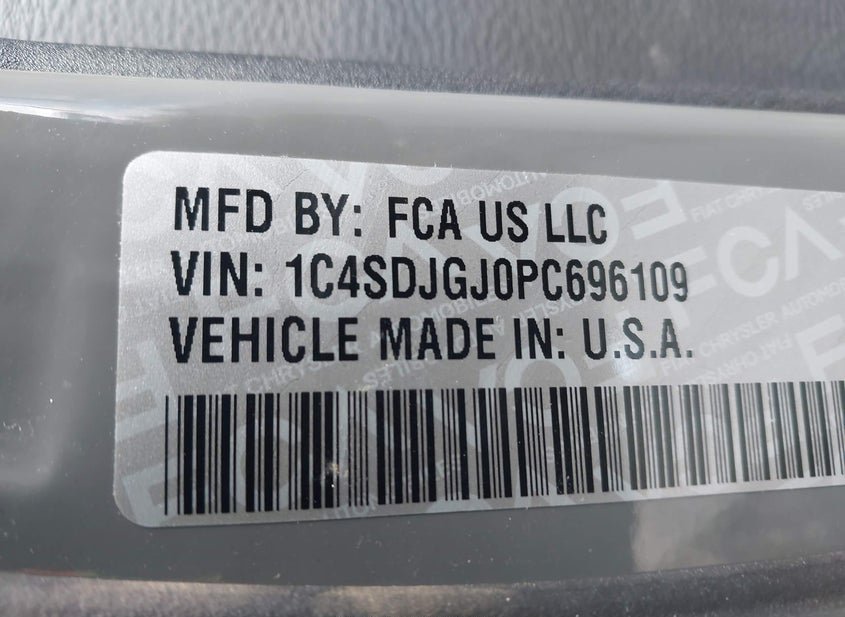 MFD BY: FCA US LLC
VIN: 1C4SDJGJ0PC696109
VEHICLE MADE IN: U.S.A.